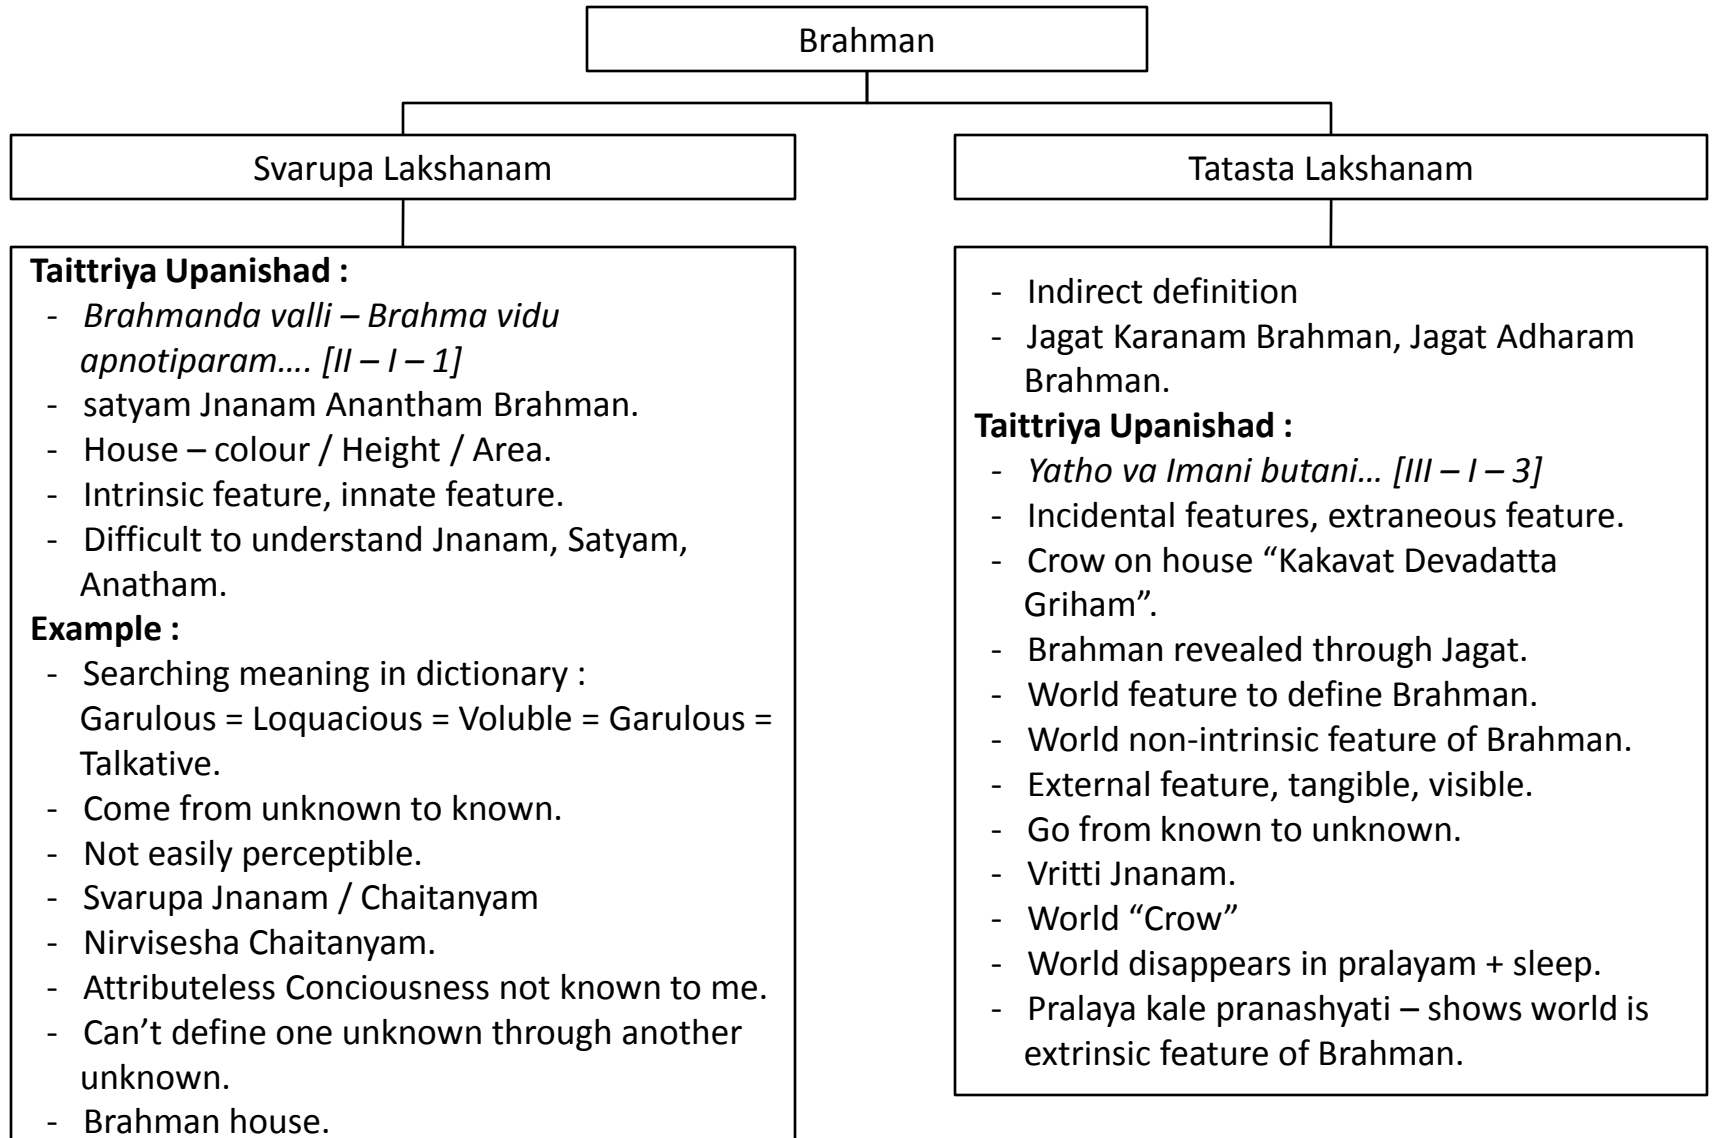 Brahman
Svarupa Lakshanam
Tatasta Lakshanam
Taittriya Upanishad :
- Brahmanda valli – Brahma vidu
apnotiparam…. [II – I – 1]
- satyam Jnanam Anantham Brahman.
- House – colour / Height / Area.
- Intrinsic feature, innate feature.
- Difficult to understand Jnanam, Satyam,
Anatham.
Example :
- Searching meaning in dictionary :
Garulous = Loquacious = Voluble = Garulous =
Talkative.
- Come from unknown to known.
- Not easily perceptible.
- Svarupa Jnanam / Chaitanyam
- Nirvisesha Chaitanyam.
- Attributeless Conciousness not known to me.
- Can’t define one unknown through another
unknown.
- Brahman house.
- Indirect definition
- Jagat Karanam Brahman, Jagat Adharam
Brahman.
Taittriya Upanishad :
- Yatho va Imani butani… [III – I – 3]
- Incidental features, extraneous feature.
- Crow on house “Kakavat Devadatta
Griham”.
- Brahman revealed through Jagat.
- World feature to define Brahman.
- World non-intrinsic feature of Brahman.
- External feature, tangible, visible.
- Go from known to unknown.
- Vritti Jnanam.
- World “Crow”
- World disappears in pralayam + sleep.
- Pralaya kale pranashyati – shows world is
extrinsic feature of Brahman.